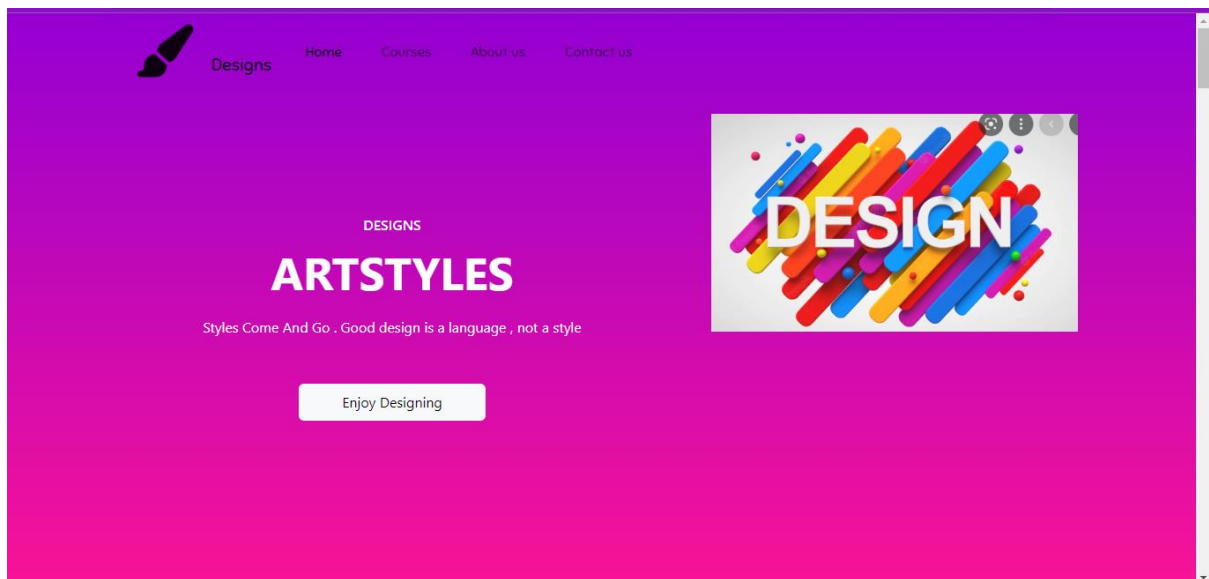 Designs
Home
Courses
About us
Contact us
DESIGN
DESIGNS
ARTSTYLES
Styles Come And Go . Good design is a language , not a style
Enjoy Designing